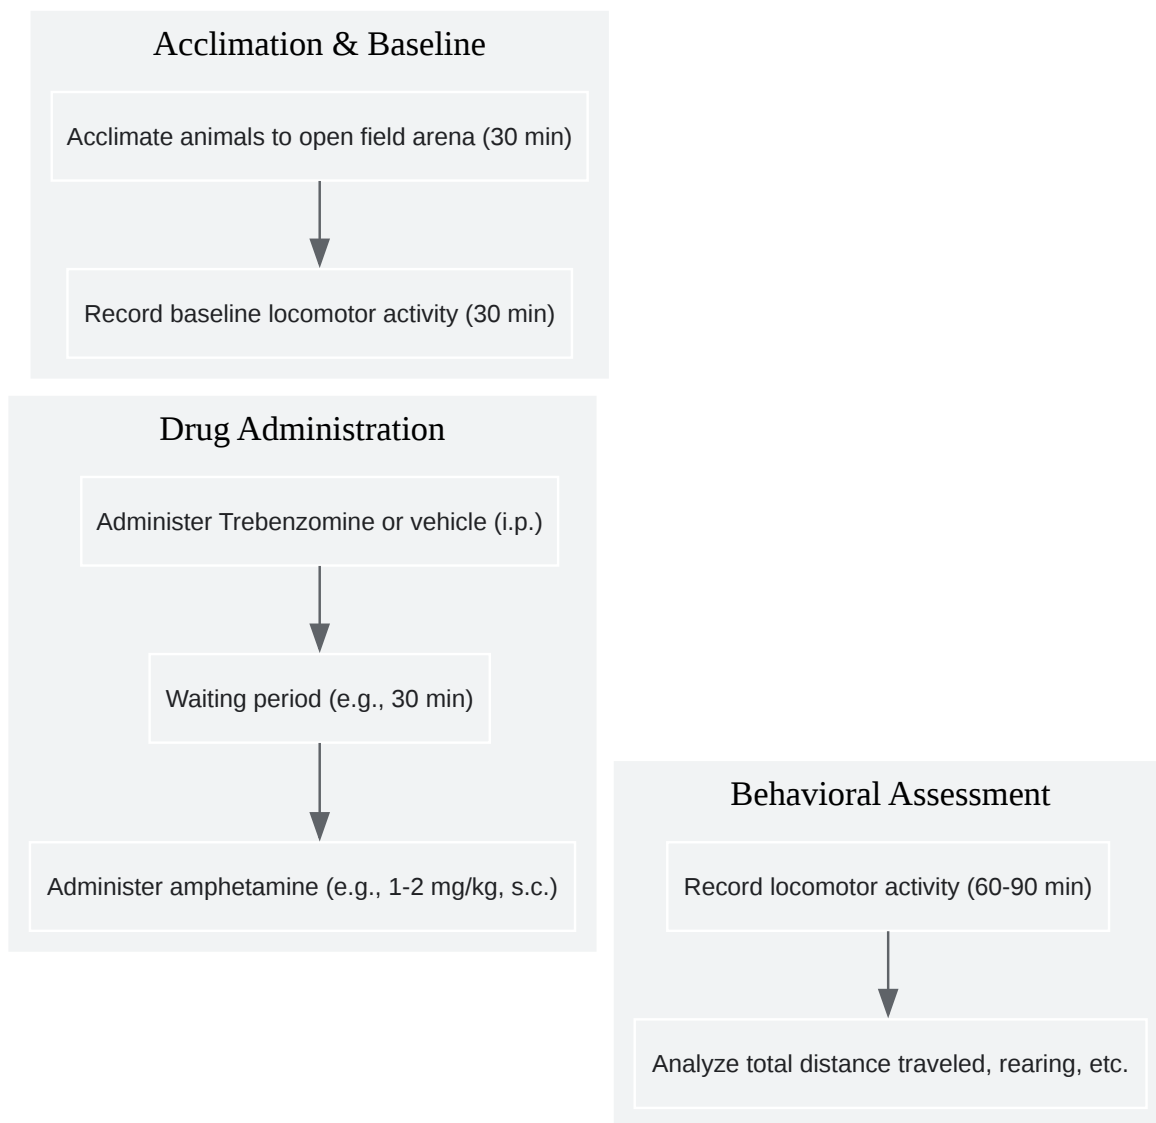 Acclimation & Baseline
Acclimate animals to open field arena (30 min)
Record baseline locomotor activity (30 min)
Drug Administration
Administer Trebenzomine or vehicle (i.p.)
Waiting period (e.g., 30 min)
Administer amphetamine (e.g., 1-2 mg/kg, s.c.)
Behavioral Assessment
Record locomotor activity (60-90 min)
Analyze total distance traveled, rearing, etc.